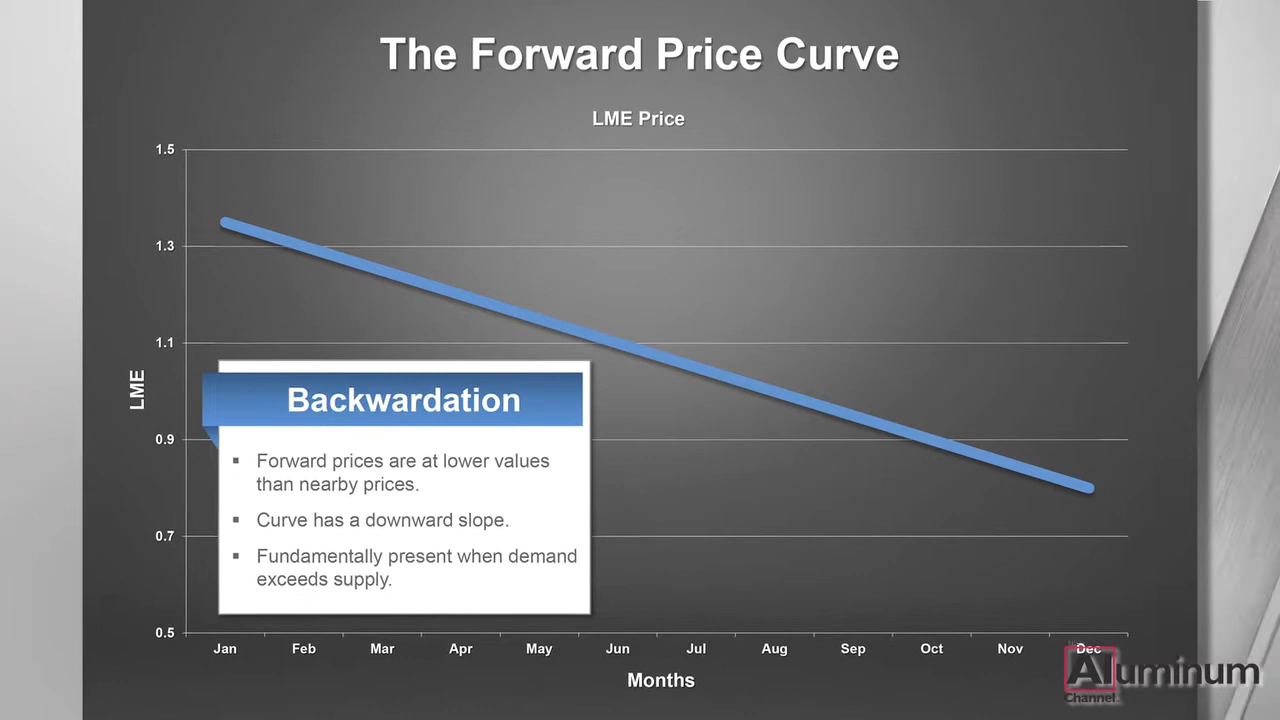 The Forward Price Curve
LME Price
1.5
1.3
1.1
0.9
0.7
0.5
LME
Backwardation
▪ Forward prices are at lower values
than nearby prices.
▪ Curve has a downward slope.
▪ Fundamentally present when demand
exceeds supply.
Jan Feb Mar Apr May Jun Jul Aug Sep Oct Nov Dec
Months
Aluminum
Channel